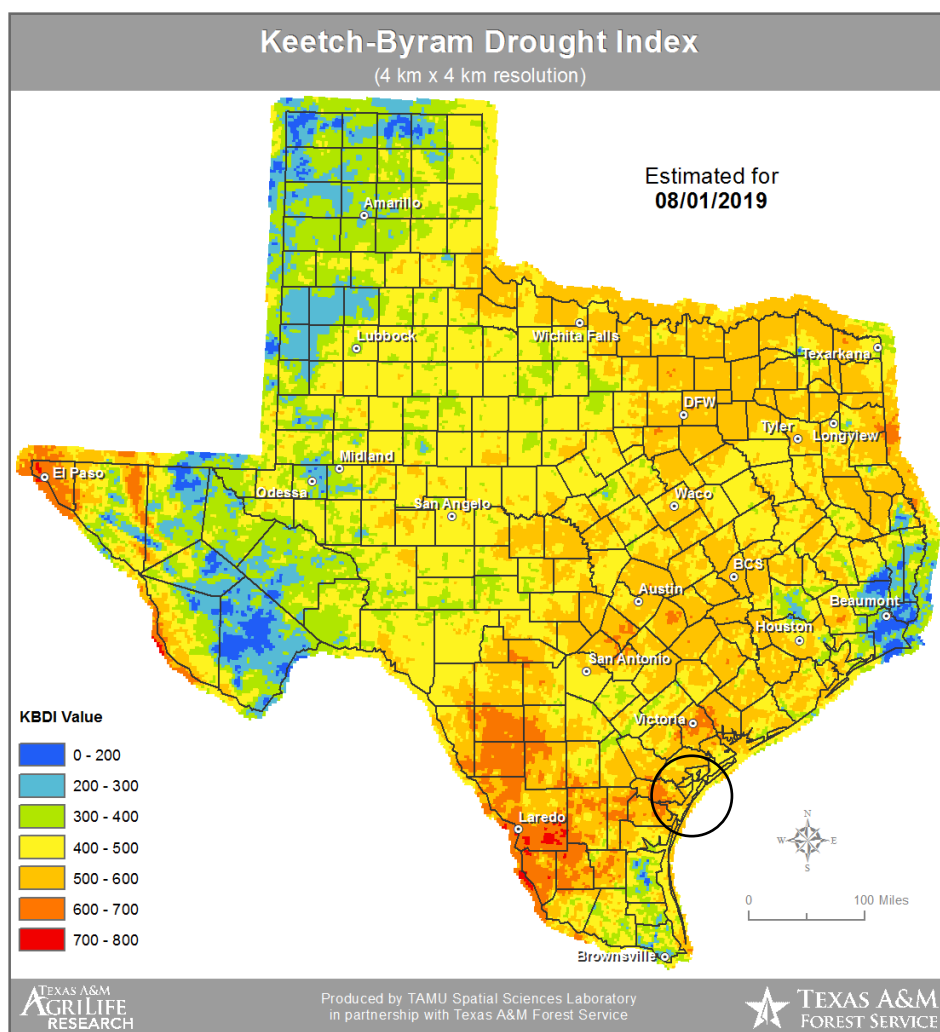 Keetch-Byram Drought Index
(4 km x 4 km resolution)
Estimated for
08/01/2019
Amarillo
Lubbock
Wichita Falls
Texarkana
DFW
Tyler
Longview
El Paso
Midland
Odessa
San Angelo
Waco
BCS
Austin
Beaumont
Houston
San Antonio
Victoria
KBDI Value
0 - 200
200 - 300
300 - 400
400 - 500
500 - 600
600 - 700
700 - 800
Laredo
N
W E
S
0 100 Miles
Brownsville
TEXAS A&M
AGRILIFE
RESEARCH
Produced by TAMU Spatial Sciences Laboratory
in partnership with Texas A&M Forest Service
TEXAS A&M
FOREST SERVICE